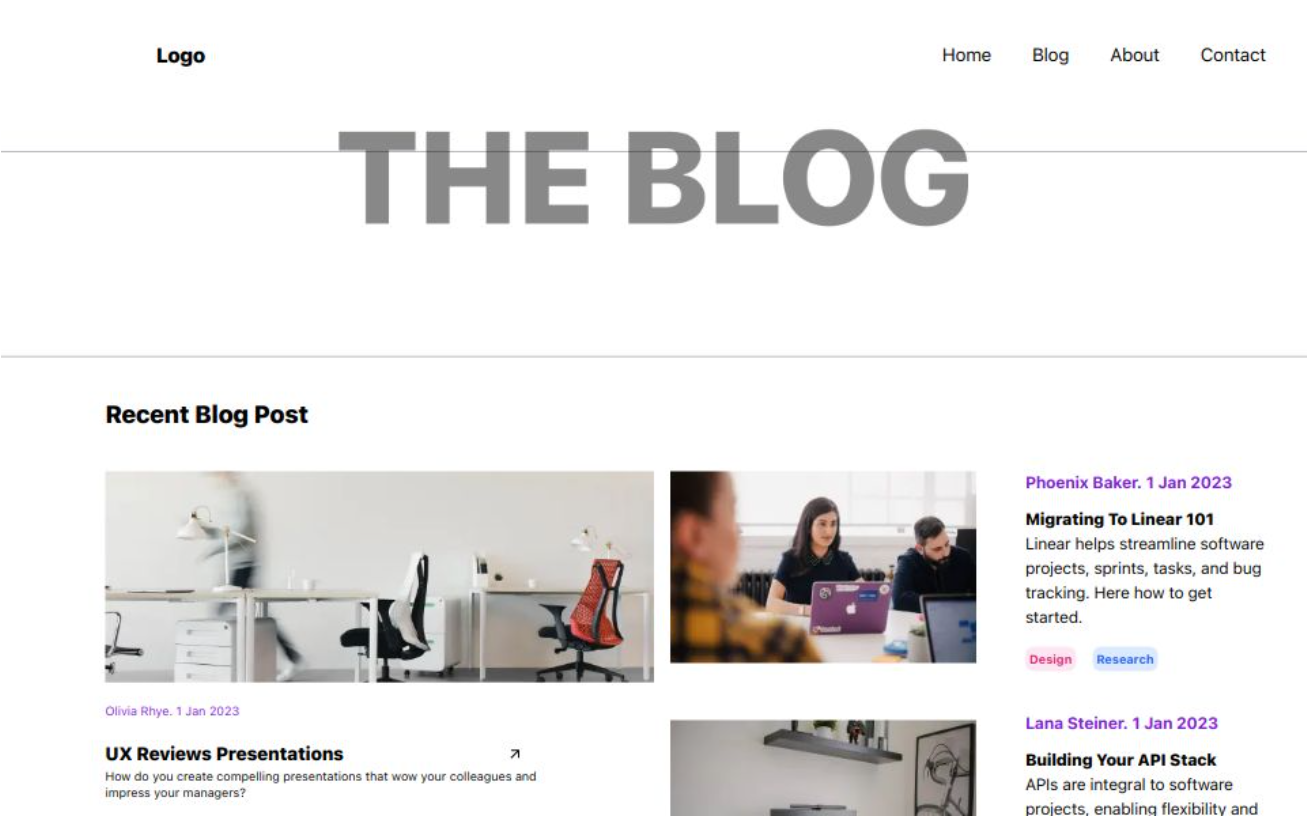 Logo
Home Blog About Contact
THE BLOG
Recent Blog Post
Olivia Rhye. 1 Jan 2023
UX Reviews Presentations
How do you create compelling presentations that wow your colleagues and
impress your managers?
Phoenix Baker. 1 Jan 2023
Migrating To Linear 101
Linear helps streamline software
projects, sprints, tasks, and bug
tracking. Here how to get
started.
Design Research
Lana Steiner. 1 Jan 2023
Building Your API Stack
APIs are integral to software
projects, enabling flexibility and